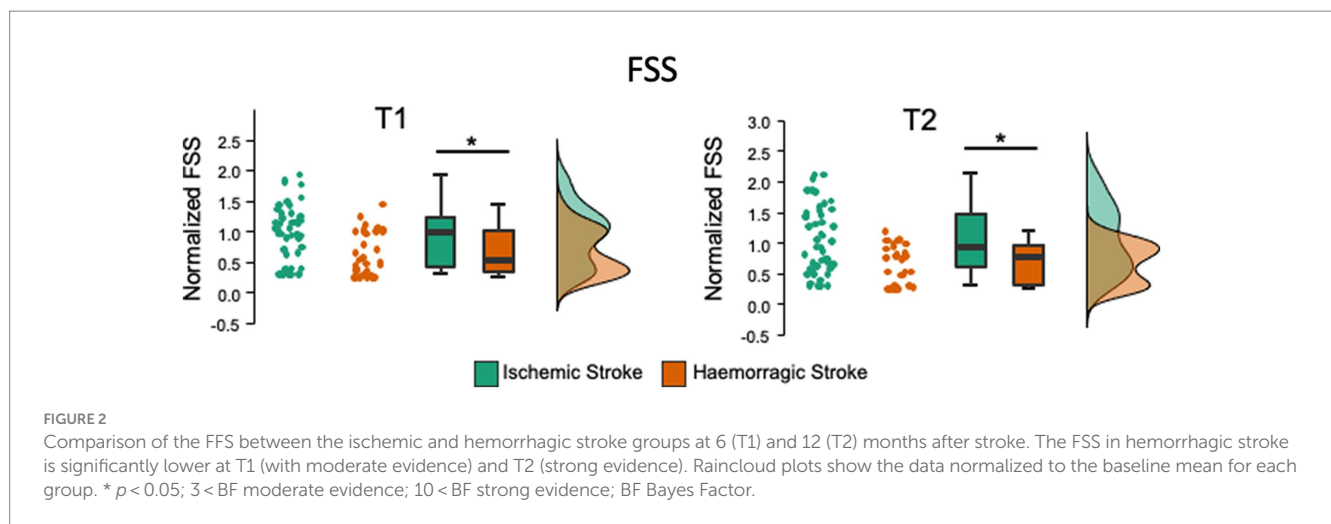 FSS
T1
*
Normalized FSS
2.5
2.0
1.5
1.0
0.5
0.0
-0.5
T2
*
Normalized FSS
3.0
2.5
2.0
1.5
1.0
0.5
0.0
-0.5
Ischemic Stroke
Haemorragic Stroke
FIGURE 2
Comparison of the FFS between the ischemic and hemorrhagic stroke groups at 6 (T1) and 12 (T2) months after stroke. The FSS in hemorrhagic stroke
is significantly lower at T1 (with moderate evidence) and T2 (strong evidence). Raincloud plots show the data normalized to the baseline mean for each
group. * p < 0.05; 3 < BF moderate evidence; 10 < BF strong evidence; BF Bayes Factor.